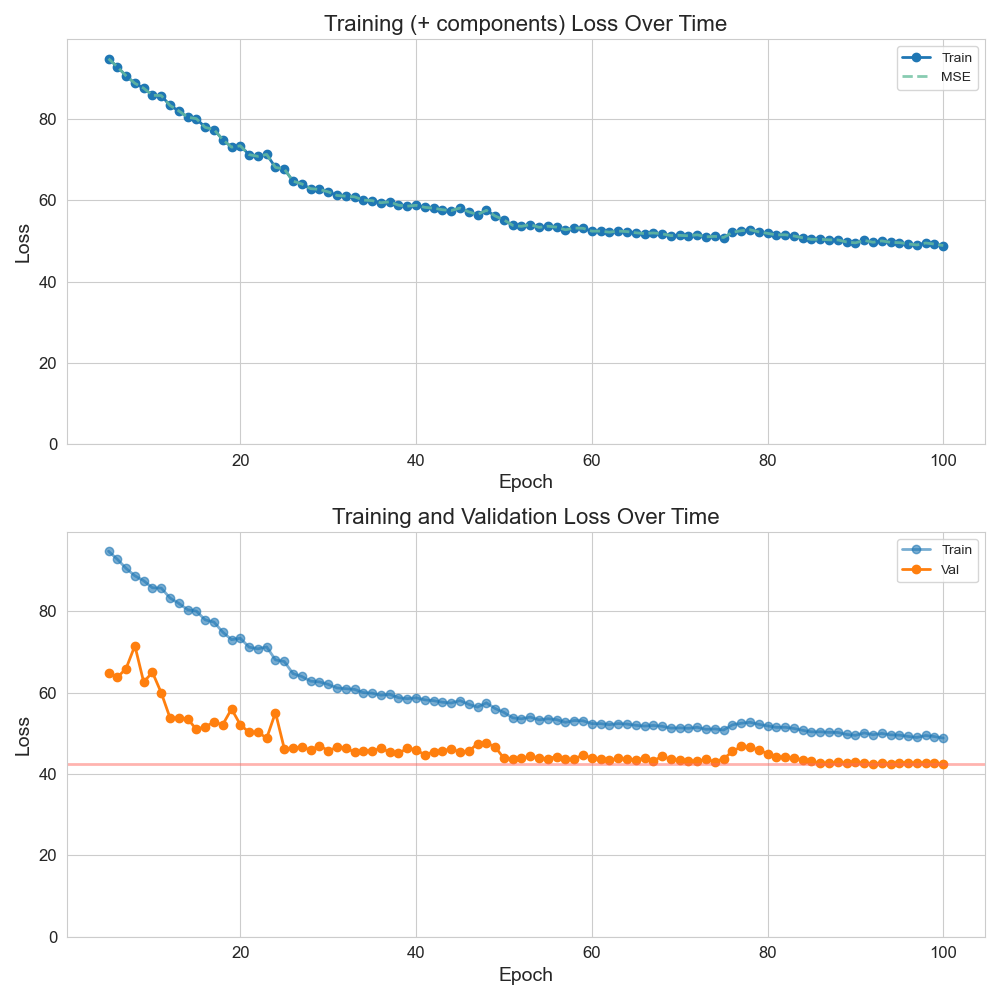 Training (+ components) Loss Over Time
Train
MSE
Loss
80
60
40
20
0
20 40 60 80 100
Epoch
Training and Validation Loss Over Time
Train
Val
Loss
80
60
40
20
0
20 40 60 80 100
Epoch